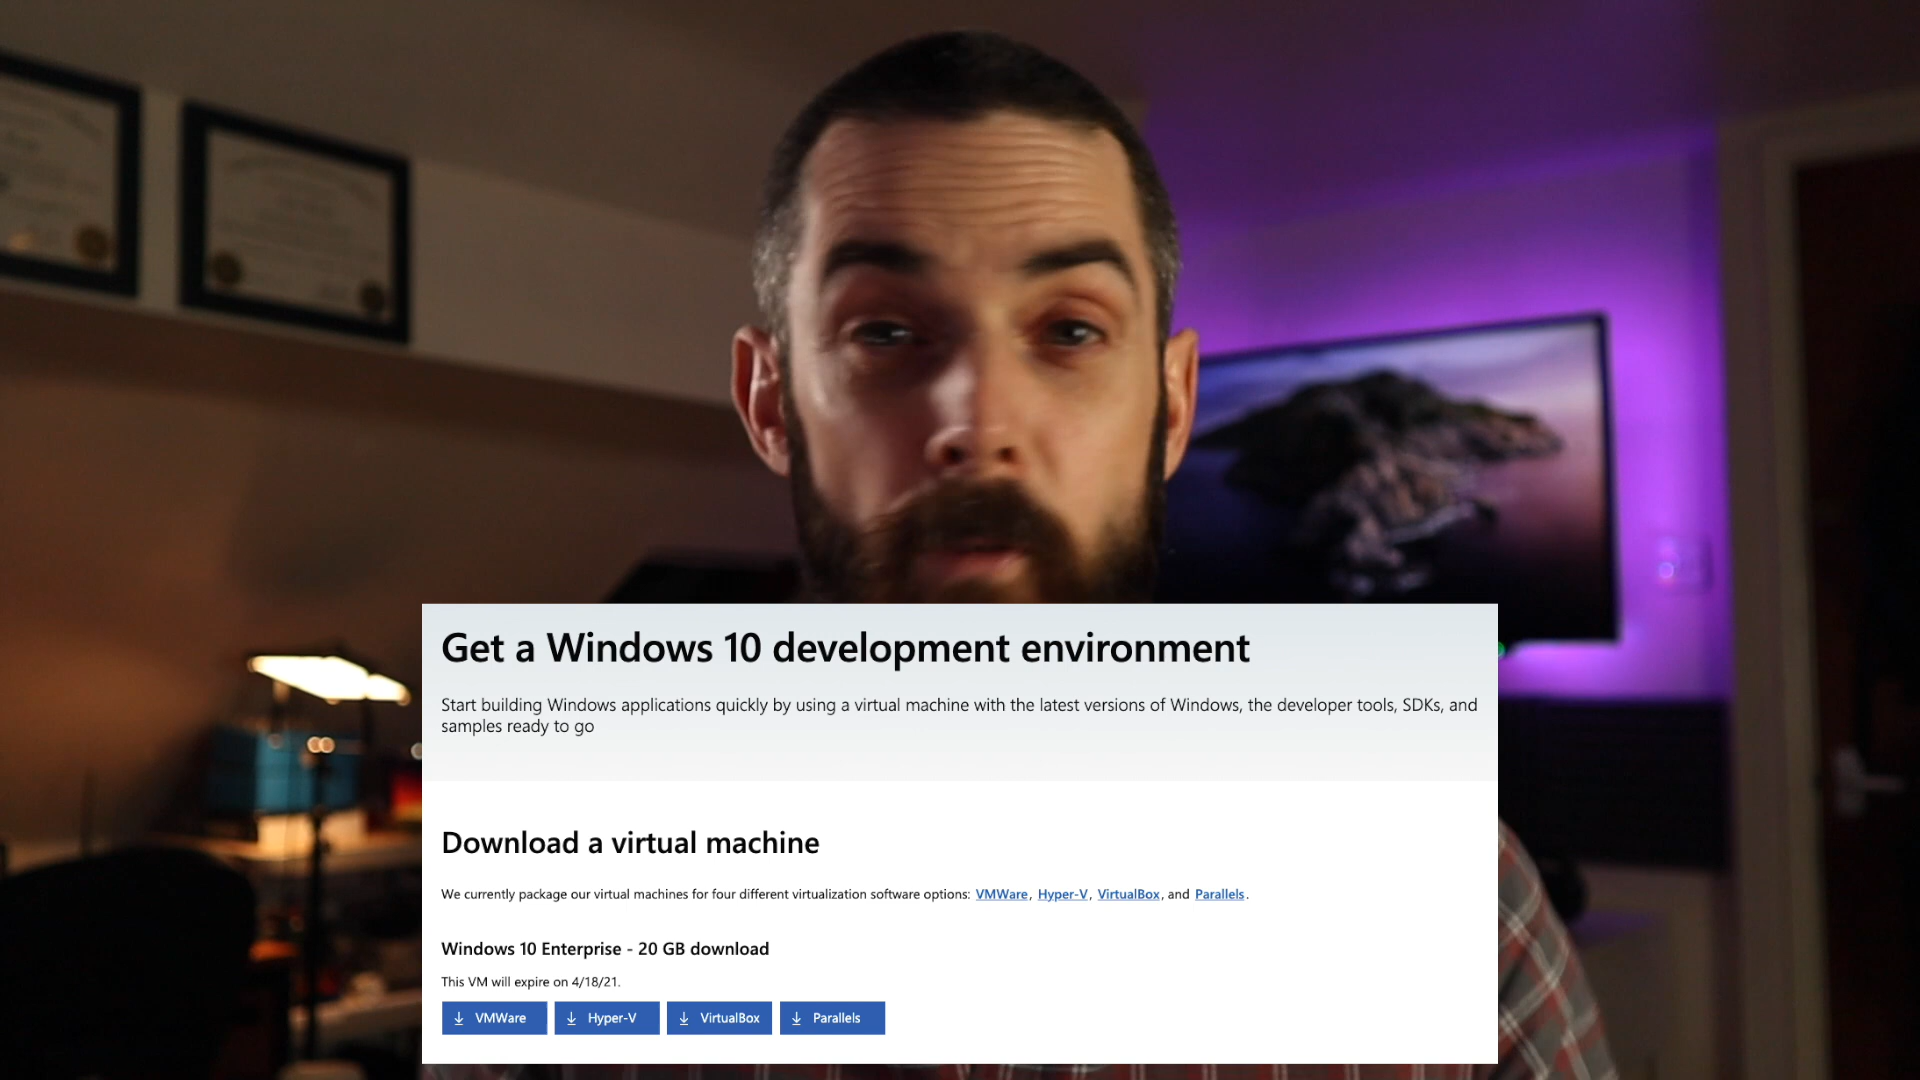 Get a Windows 10 development environment
Start building Windows applications quickly by using a virtual machine with the latest versions of Windows, the developer tools, SDKs, and
samples ready to go
Download a virtual machine
We currently package our virtual machines for four different virtualization software options: VMWare, Hyper-V, VirtualBox, and Parallels.
Windows 10 Enterprise - 20 GB download
This VM will expire on 4/18/21.
VMWare Hyper-V VirtualBox Parallels